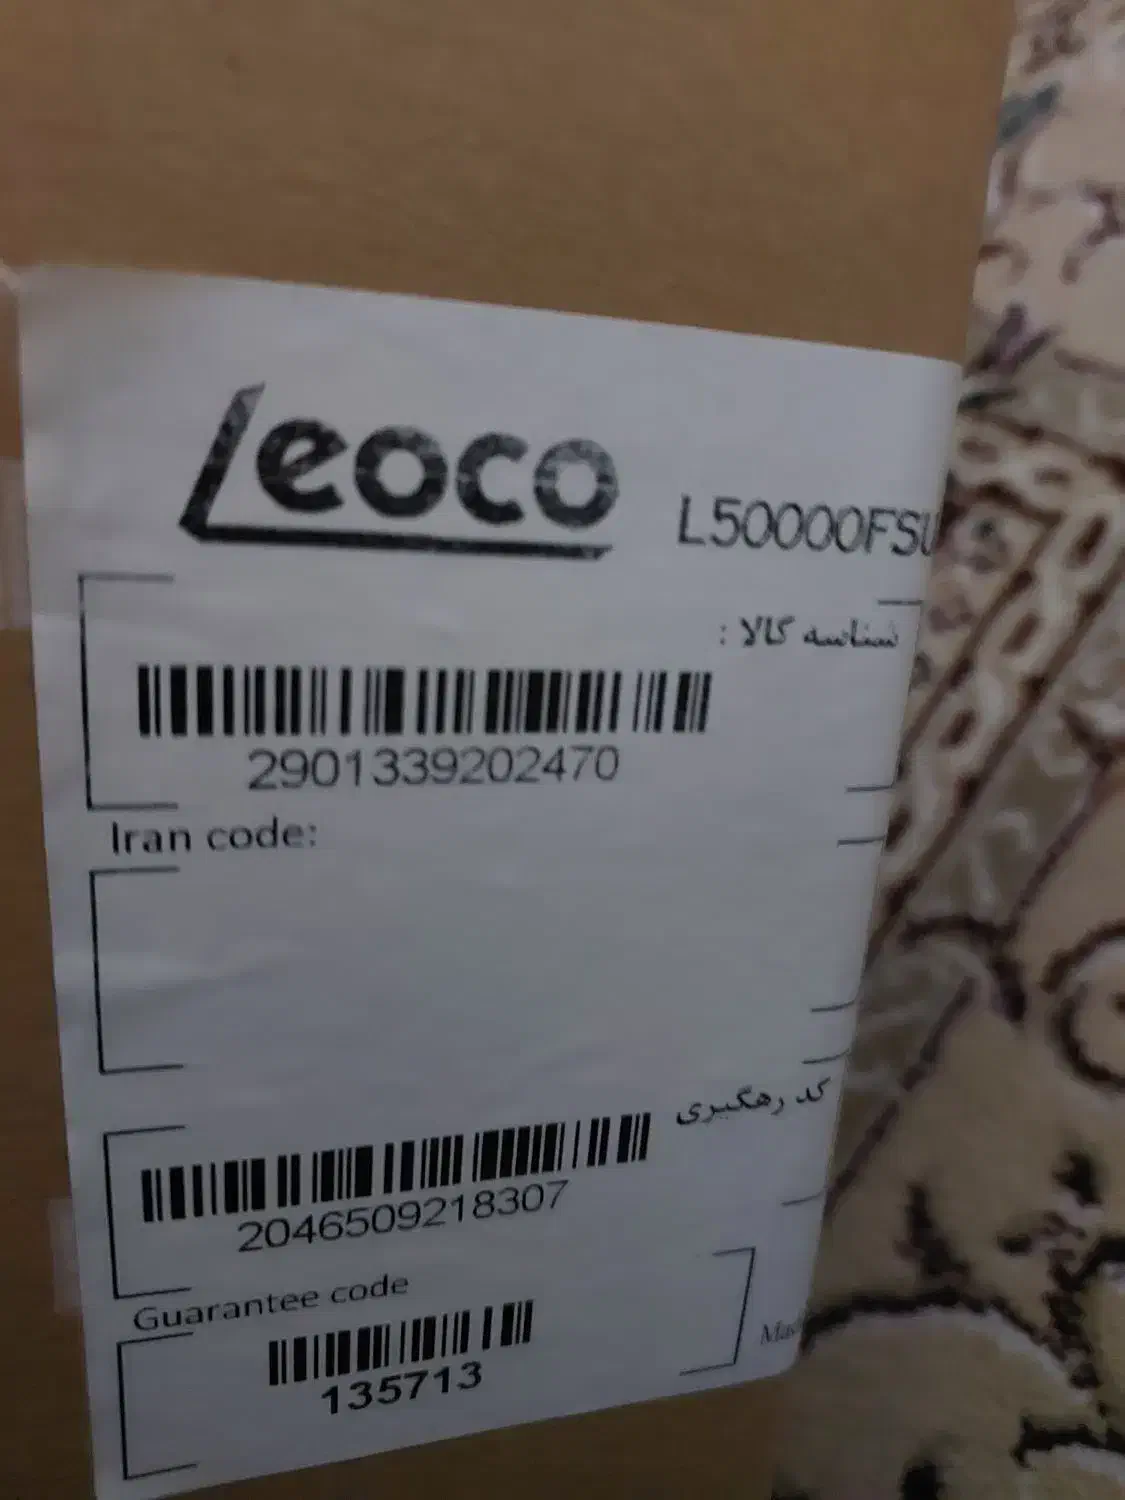 Leoco
L50000FSU
شناسه کالا :
2901339202470
Iran code:
کد رهگیری
2046509218307
Guarantee code
135713